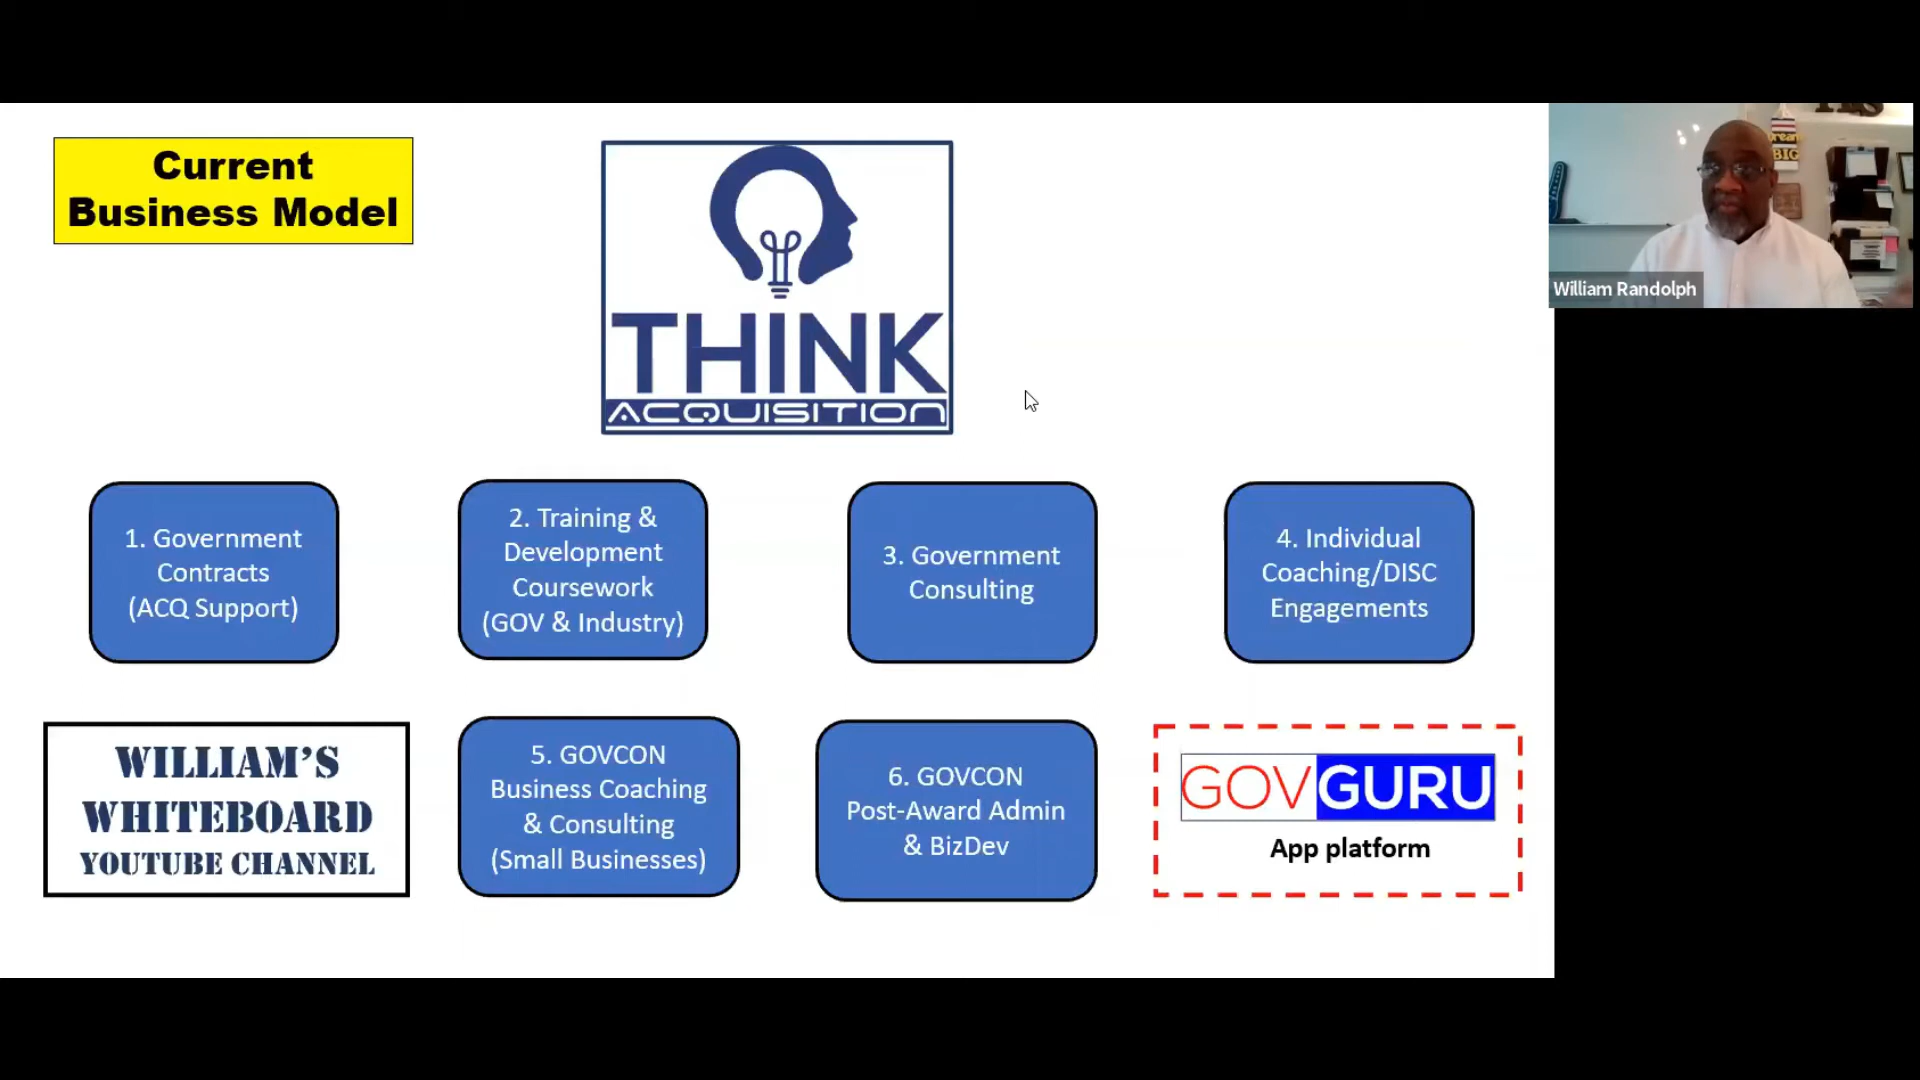 Current
Business Model
THINK
ACQUISITION
William Randolph
Dream
BIG
1. Government
Contracts
(ACQ Support)
2. Training &
Development
Coursework
(GOV & Industry)
3. Government
Consulting
4. Individual
Coaching/DISC
Engagements
WILLIAM'S
WHITEBOARD
YOUTUBE CHANNEL
5. GOVCON
Business Coaching
& Consulting
(Small Businesses)
6. GOVCON
Post-Award Admin
& BizDev
GOVGURU
App platform